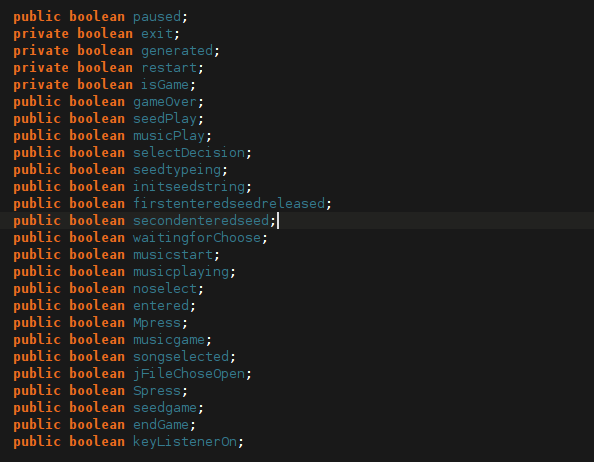 public boolean paused;
private boolean exit;
private boolean generated;
private boolean restart;
private boolean isGame;
public boolean gameOver;
public boolean seedPlay;
public boolean musicPlay;
public boolean selectDecision;
public boolean seedtypeing;
public boolean initseedstring;
public boolean firstenteredseedreleased;
public boolean secondenteredseed;
public boolean waitingforChoose;
public boolean musicstart;
public boolean musicplaying;
public boolean noselect;
public boolean entered;
public boolean Mpress;
public boolean musicgame;
public boolean songselected;
public boolean jFileChoseOpen;
public boolean Spress;
public boolean seedgame;
public boolean endGame;
public boolean keyListenerOn;